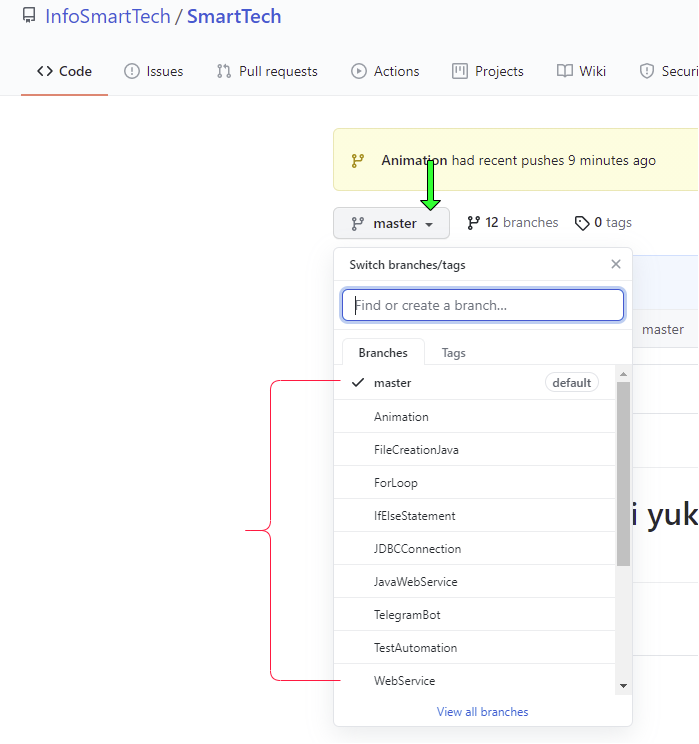 InfoSmartTech / SmartTech
Code Issues Pull requests Actions Projects Wiki Securi
Animation had recent pushes 9 minutes ago
master 12 branches 0 tags
Switch branches/tags
Find or create a branch...
master
Branches Tags
master default
Animation
FileCreationJava
ForLoop
IfElseStatement
i yuk
JDBCConnection
JavaWebService
TelegramBot
TestAutomation
WebService
View all branches